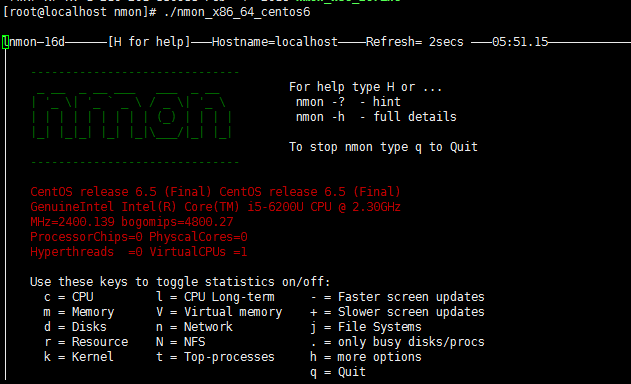 [root@localhost nmon]# ./nmon_x86_64_centos6
nmon─16d──────[H for help]───Hostname=localhost────Refresh= 2secs ───05:51.15─
------------------------------
nmon
For help type H or ...
nmon -?  - hint
nmon -h  - full details
To stop nmon type q to Quit
------------------------------
CentOS release 6.5 (Final) CentOS release 6.5 (Final)
GenuineIntel Intel(R) Core(TM) i5-6200U CPU @ 2.30GHz
MHz=2400.139 bogomips=4800.27
ProcessorChips=0 PhyscalCores=0
Hyperthreads  =0 VirtualCPUs =1
Use these keys to toggle statistics on/off:
c = CPU        l = CPU Long-term     - = Faster screen updates
m = Memory     V = Virtual memory    + = Slower screen updates
d = Disks      n = Network           j = File Systems
r = Resource   N = NFS               . = only busy disks/procs
k = Kernel     t = Top-processes     h = more options
q = Quit